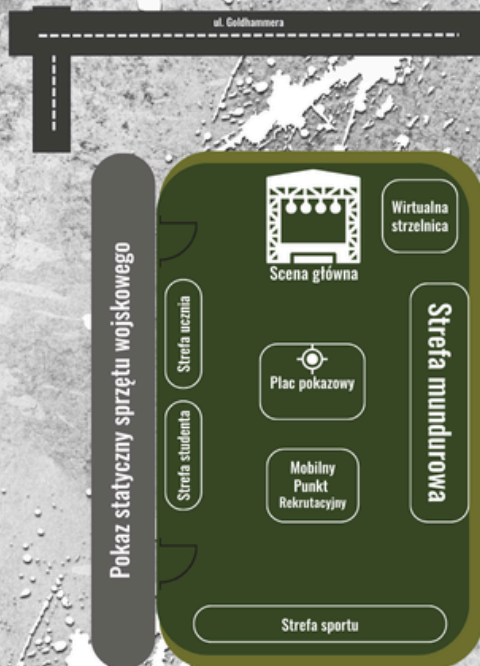 ul. Goldhammera
Wirtualna
strzelnica
Scena główna
Pokaz statyczny sprzętu wojskowego
Strefa ucznia
Strefa mundurowa
Plac pokazowy
Strefa studenta
Mobilny
Punkt
Rekrutacyjny
Strefa sportu